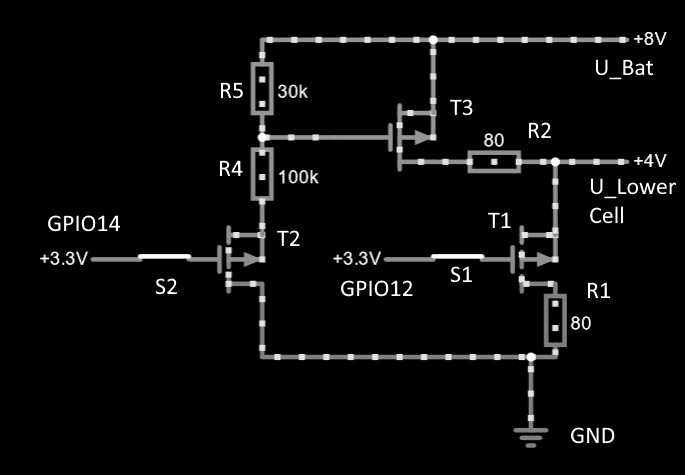 +8V
U_Bat
R5
30k
T3
R2
80
+4V
R4
100k
U_Lower
Cell
GPIO14
T2
T1
+3.3V
+3.3V
S2
S1
GPIO12
R1
80
GND